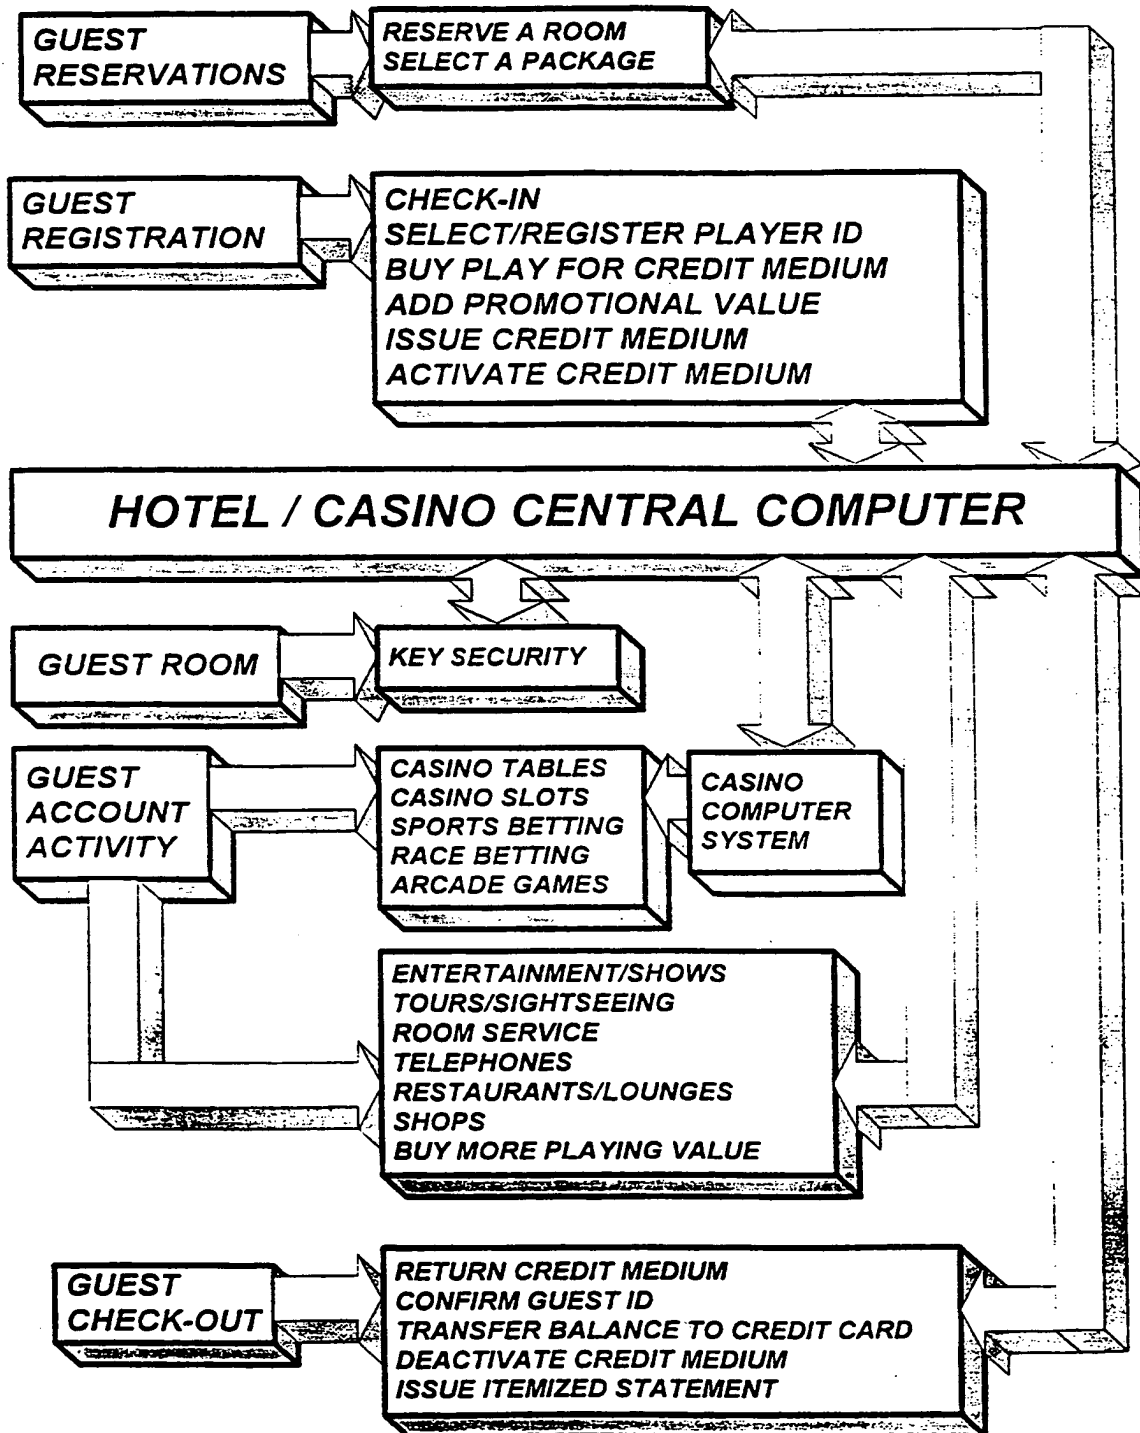 GUEST
RESERVATIONS
RESERVE A ROOM
SELECT A PACKAGE
GUEST
REGISTRATION
CHECK-IN
SELECT/REGISTER PLAYER ID
BUY PLAY FOR CREDIT MEDIUM
ADD PROMOTIONAL VALUE
ISSUE CREDIT MEDIUM
ACTIVATE CREDIT MEDIUM
HOTEL / CASINO CENTRAL COMPUTER
GUEST ROOM
KEY SECURITY
GUEST
ACCOUNT
ACTIVITY
CASINO TABLES
CASINO SLOTS
SPORTS BETTING
RACE BETTING
ARCADE GAMES
CASINO
COMPUTER
SYSTEM
ENTERTAINMENT/SHOWS
TOURS/SIGHTSEEING
ROOM SERVICE
TELEPHONES
RESTAURANTS/LOUNGES
SHOPS
BUY MORE PLAYING VALUE
GUEST
CHECK-OUT
RETURN CREDIT MEDIUM
CONFIRM GUEST ID
TRANSFER BALANCE TO CREDIT CARD
DEACTIVATE CREDIT MEDIUM
ISSUE ITEMIZED STATEMENT